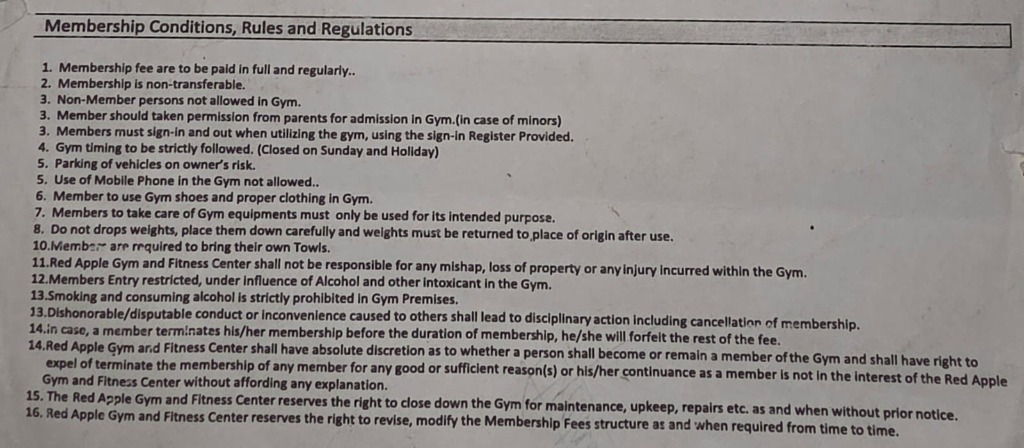 Membership Conditions, Rules and Regulations
1. Membership fee are to be paid in full and regularly..
2. Membership is non-transferable.
3. Non-Member persons not allowed in Gym.
3. Member should taken permission from parents for admission in Gym.(in case of minors)
3. Members must sign-in and out when utilizing the gym, using the sign-in Register Provided.
4. Gym timing to be strictly followed. (Closed on Sunday and Holiday)
5. Parking of vehicles on owner's risk.
5. Use of Mobile Phone in the Gym not allowed..
6. Member to use Gym shoes and proper clothing in Gym.
7. Members to take care of Gym equipments must only be used for its intended purpose.
8. Do not drops weights, place them down carefully and weights must be returned to place of origin after use.
10.Members are required to bring their own Towls.
11.Red Apple Gym and Fitness Center shall not be responsible for any mishap, loss of property or any injury incurred within the Gym.
12.Members Entry restricted, under influence of Alcohol and other intoxicant in the Gym.
13.Smoking and consuming alcohol is strictly prohibited in Gym Premises.
13.Dishonorable/disputable conduct or inconvenience caused to others shall lead to disciplinary action including cancellation of membership.
14.in case, a member terminates his/her membership before the duration of membership, he/she will forfeit the rest of the fee.
14.Red Apple Gym and Fitness Center shall have absolute discretion as to whether a person shall become or remain a member of the Gym and shall have right to
expel of terminate the membership of any member for any good or sufficient reason(s) or his/her continuance as a member is not in the interest of the Red Apple
Gym and Fitness Center without affording any explanation.
15. The Red Apple Gym and Fitness Center reserves the right to close down the Gym for maintenance, upkeep, repairs etc. as and when without prior notice.
16. Red Apple Gym and Fitness Center reserves the right to revise, modify the Membership Fees structure as and when required from time to time.